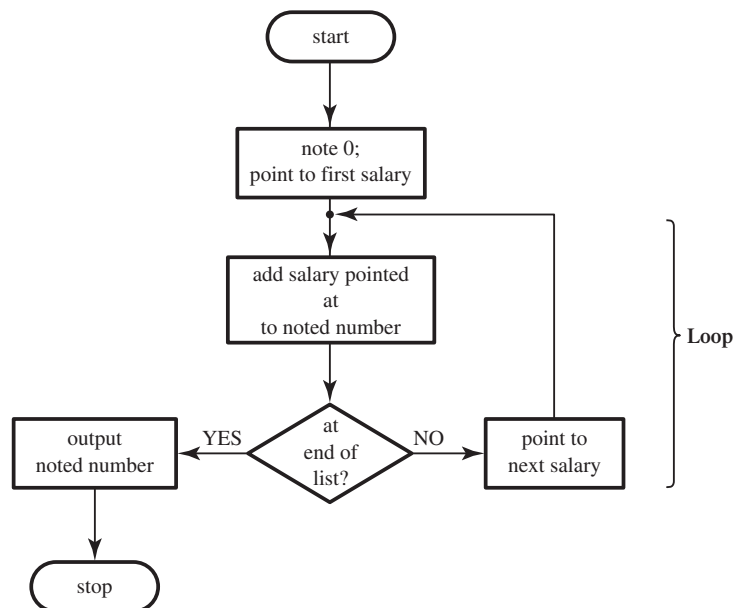 start
note 0;
point to first salary
add salary pointed
at
to noted number
Loop
at
end of
list?
YES
NO
output
noted number
point to
next salary
stop